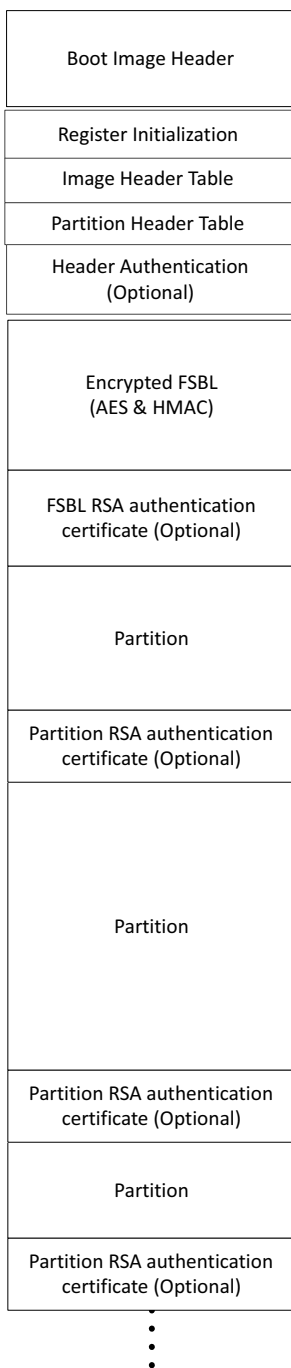 Boot Image Header
Register Initialization
Image Header Table
Partition Header Table
Header Authentication
(Optional)
Encrypted FSBL
(AES & HMAC)
FSBL RSA authentication
certificate (Optional)
Partition
Partition RSA authentication
certificate (Optional)
Partition
Partition RSA authentication
certificate (Optional)
Partition
Partition RSA authentication
certificate (Optional)